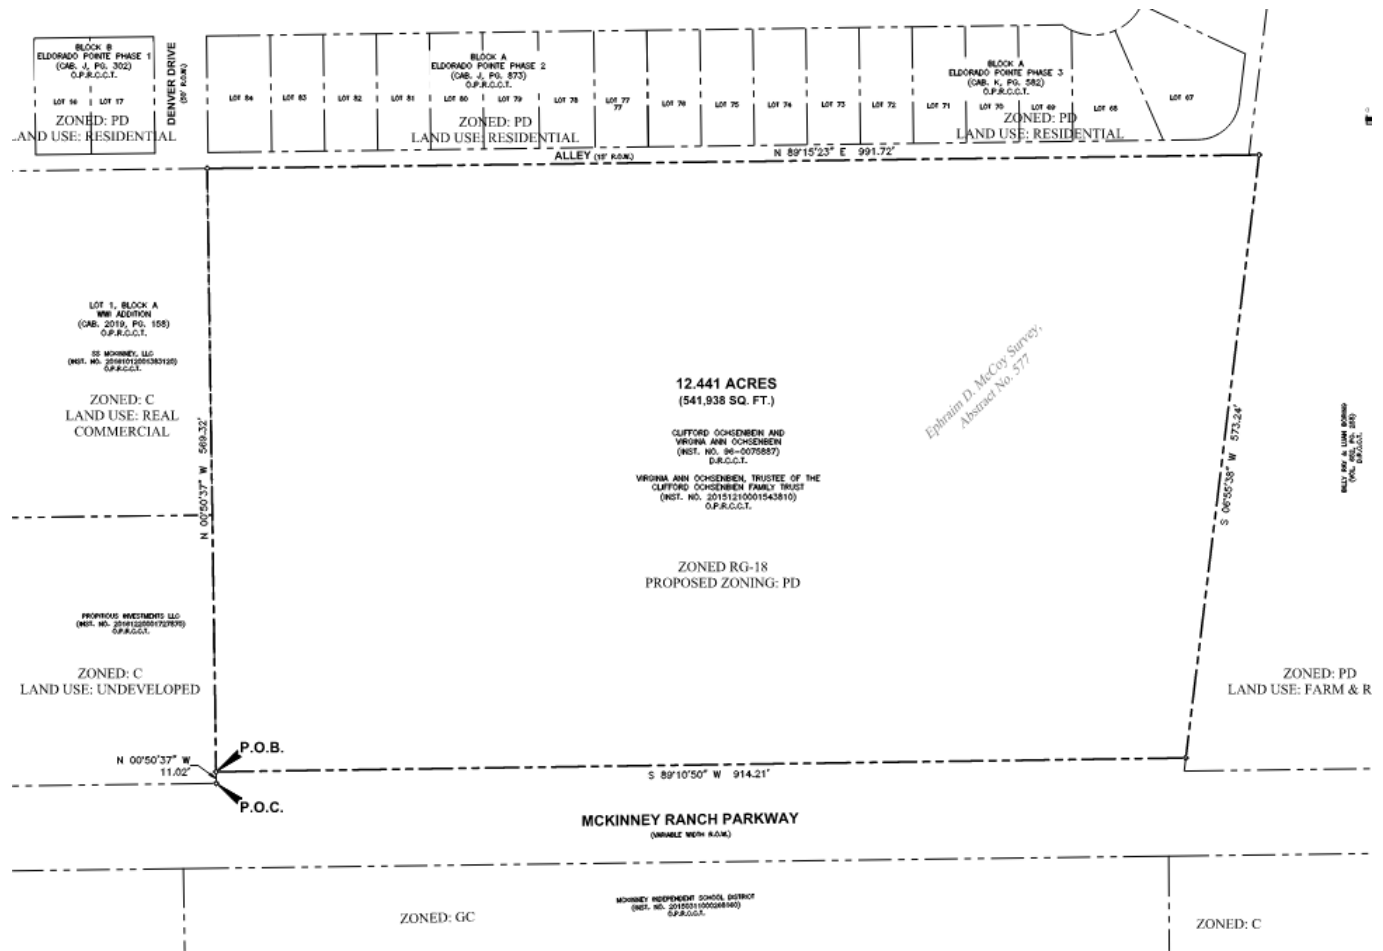 BLOCK B
ELDORADO POINTE PHASE 1
(CAB. J, PG. 302)
O.P.R.C.C.T.
LOT 17
ZONED: PD
LAND USE: RESIDENTIAL
DENVER DRIVE
(50' R.O.W.)
BLOCK A
ELDORADO POINTE PHASE 2
(CAB. J, PG. 873)
O.P.R.C.C.T.
LOT 84
LOT 83
LOT 82
LOT 81
LOT 80
LOT 79
LOT 78
LOT 77
77
LOT 76
LOT 75
LOT 74
LOT 73
LOT 72
LOT 71
LOT 70
LOT 69
LOT 68
LOT 67
ZONED: PD
LAND USE: RESIDENTIAL
BLOCK A
ELDORADO POINTE PHASE 3
(CAB. K, PG. 582)
O.P.R.C.C.T.
ZONED: PD
LAND USE: RESIDENTIAL
ALLEY (15' R.O.W.)
N 89°15'23" E 991.72'
LOT 1, BLOCK A
WWI ADDITION
(CAB. 2019, PG. 158)
O.P.R.C.C.T.
SS MCKINNEY, LLC
O.P.R.C.C.T.
ZONED: C
LAND USE: REAL
COMMERCIAL
N 00°50'37" W 569.32'
12.441 ACRES
(541,938 SQ. FT.)
CLIFFORD OCHSENBEIN AND
VIRGINIA ANN OCHSENBEIN
(INST. NO. 96-0075887)
D.R.C.C.T.
VIRGINIA ANN OCHSENBIEN, TRUSTEE OF THE
CLIFFORD OCHSENBIEN FAMILY TRUST
(INST. NO. 20151210001543810)
O.P.R.C.C.T.
ZONED RG-18
PROPOSED ZONING: PD
Ephraim D. McCoy Survey,
Abstract No. 577
S 06°55'38" W 573.24'
D.R.C.C.T.
INVESTMENTS LLC
O.P.R.C.C.T.
ZONED: C
LAND USE: UNDEVELOPED
ZONED: PD
LAND USE: FARM & R
N 00°50'37" W
11.02'
P.O.B.
P.O.C.
S 89°10'50" W 914.21'
MCKINNEY RANCH PARKWAY
(VARIABLE WIDTH R.O.W.)
MCKINNEY INDEPENDENT SCHOOL DISTRICT
O.P.R.C.C.T.
ZONED: GC
ZONED: C